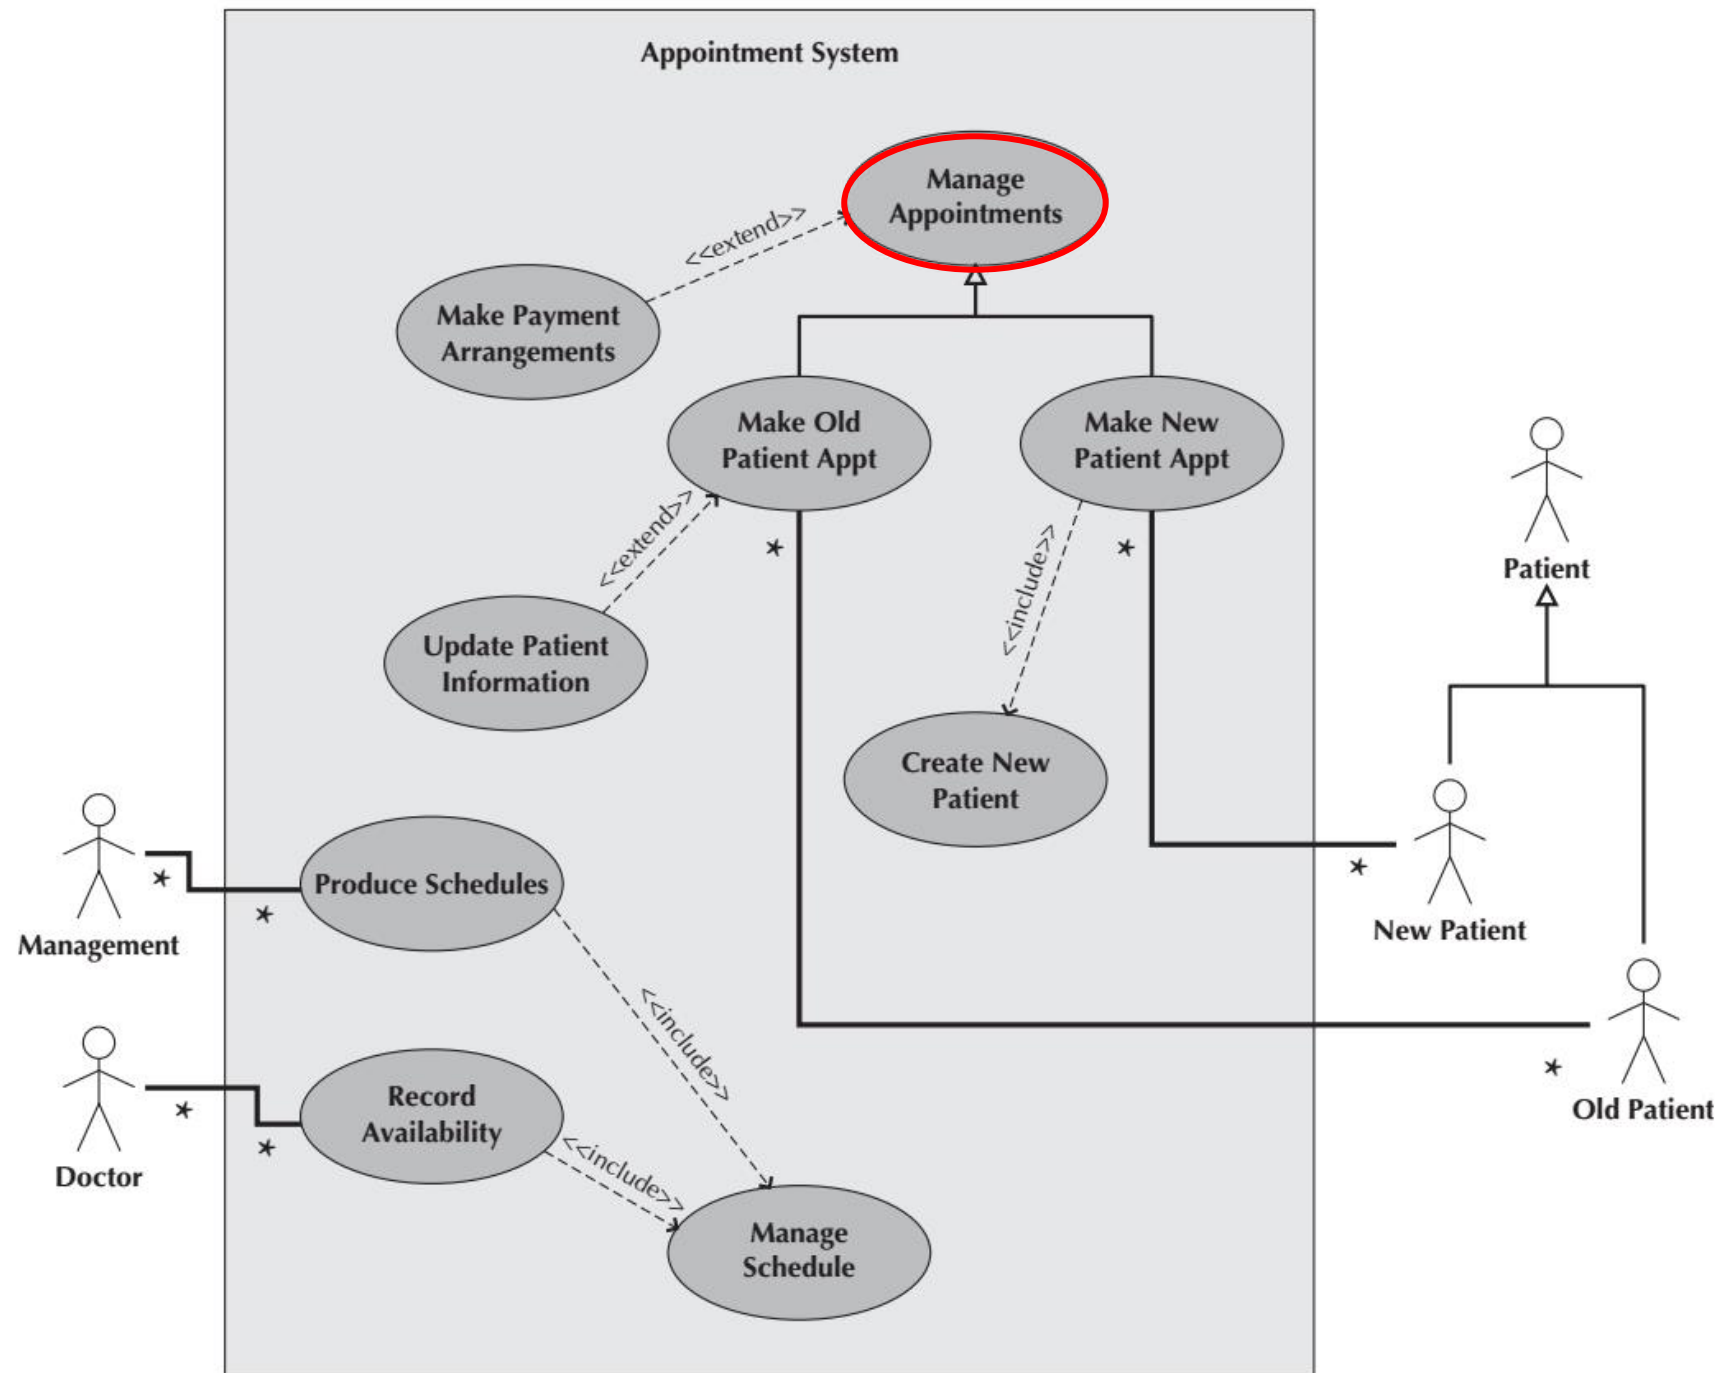 Appointment System
Manage
Appointments
<<extend>>
Make Payment
Arrangements
Make Old
Patient Appt
Make New
Patient Appt
<<extend>>
*
<<include>>
*
Patient
Update Patient
Information
Create New
Patient
Management
*
*
Produce Schedules
*
New Patient
<<include>>
*
Old Patient
Doctor
*
*
Record
Availability
<<include>>
Manage
Schedule